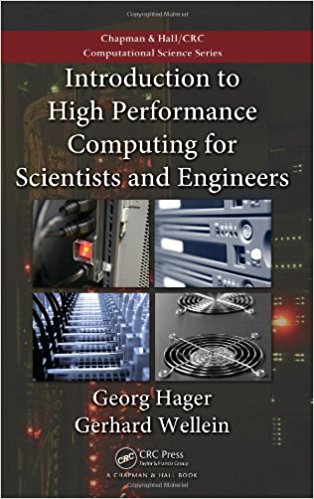 Chapman & Hall/CRC
Computational Science Series
Introduction to
High Performance
Computing for
Scientists and Engineers
Georg Hager
Gerhard Wellein
CRC
CRC Press
Taylor & Francis Group
A CHAPMAN & HALL BOOK